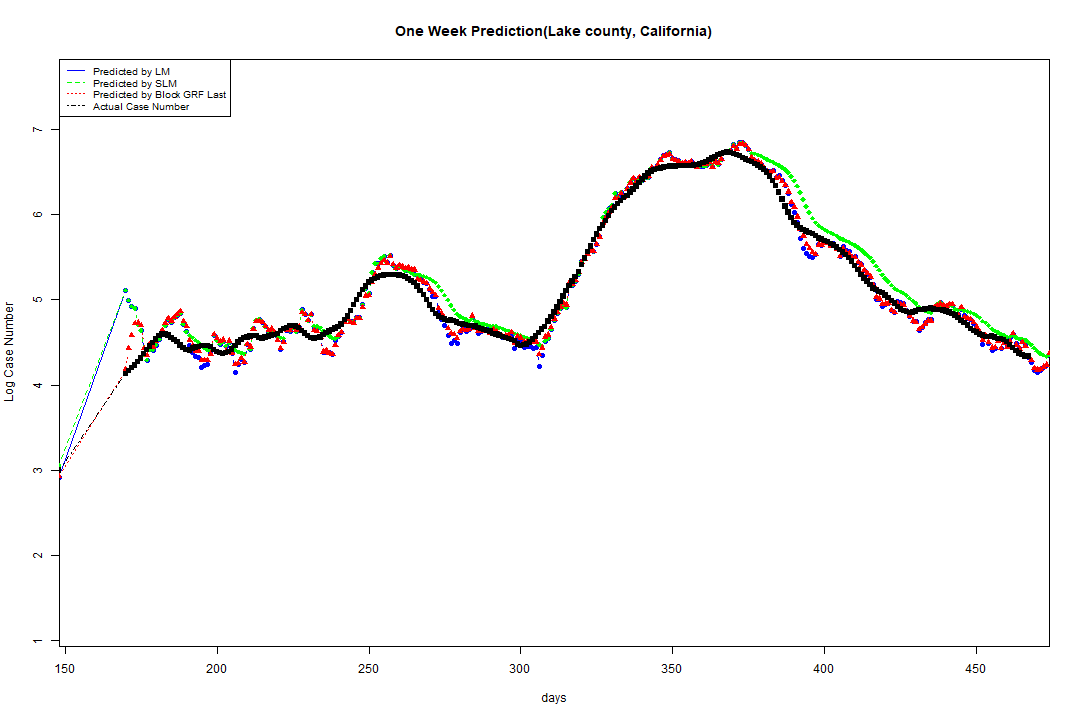 One Week Prediction(Lake county, California)
Predicted by LM
Predicted by SLM
Predicted by Block GRF Last
Actual Case Number
Log Case Number
7
6
5
4
3
2
1
150 200 250 300 350 400 450
days